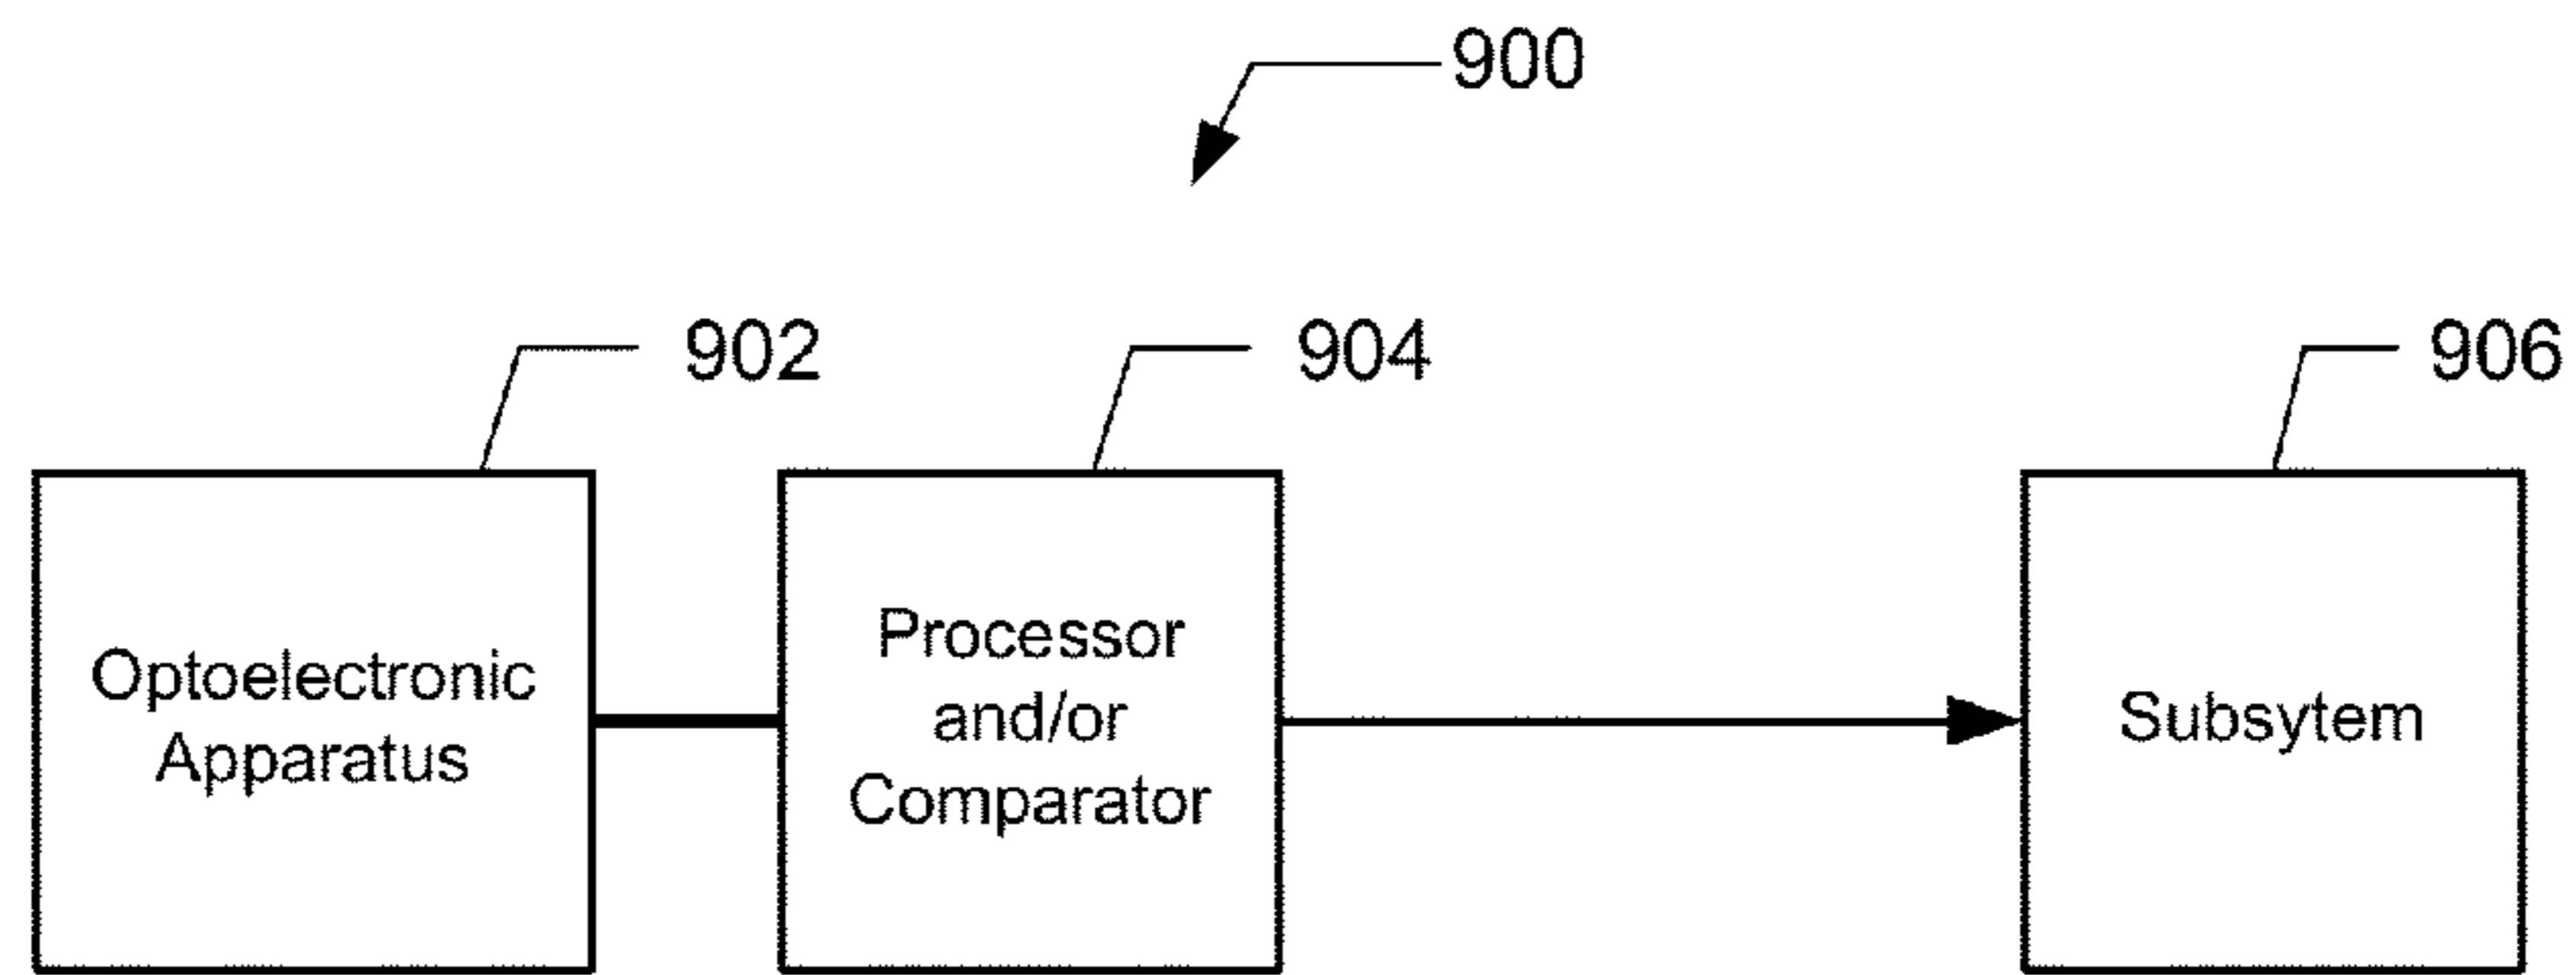 900
902
904
906
Optoelectronic
Apparatus
Processor
and/or
Comparator
Subsytem